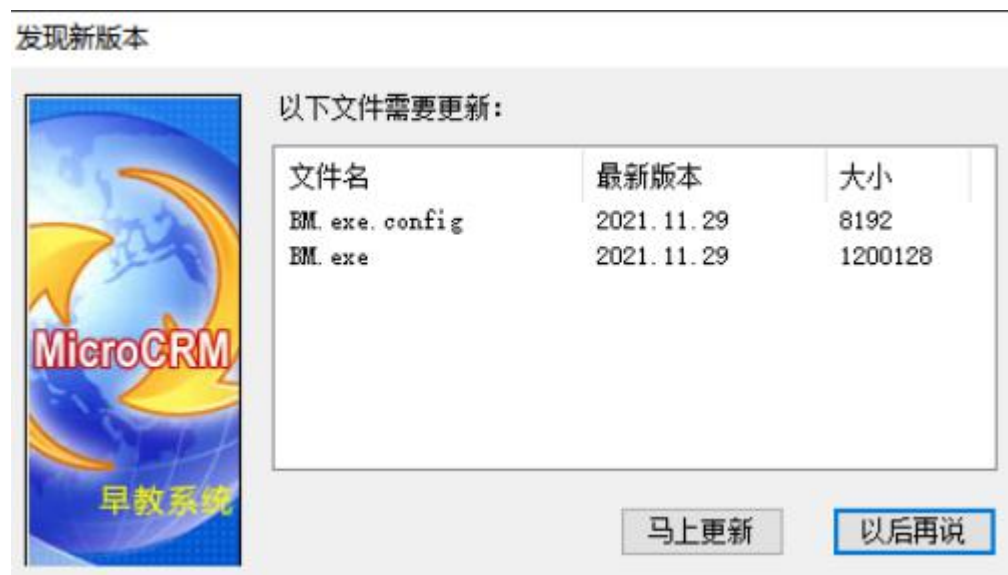 发现新版本
以下文件需要更新：
文件名 最新版本 大小
BM.exe.config 2021.11.29 8192
BM.exe 2021.11.29 1200128
MicroCRM
早教系统
马上更新 以后再说